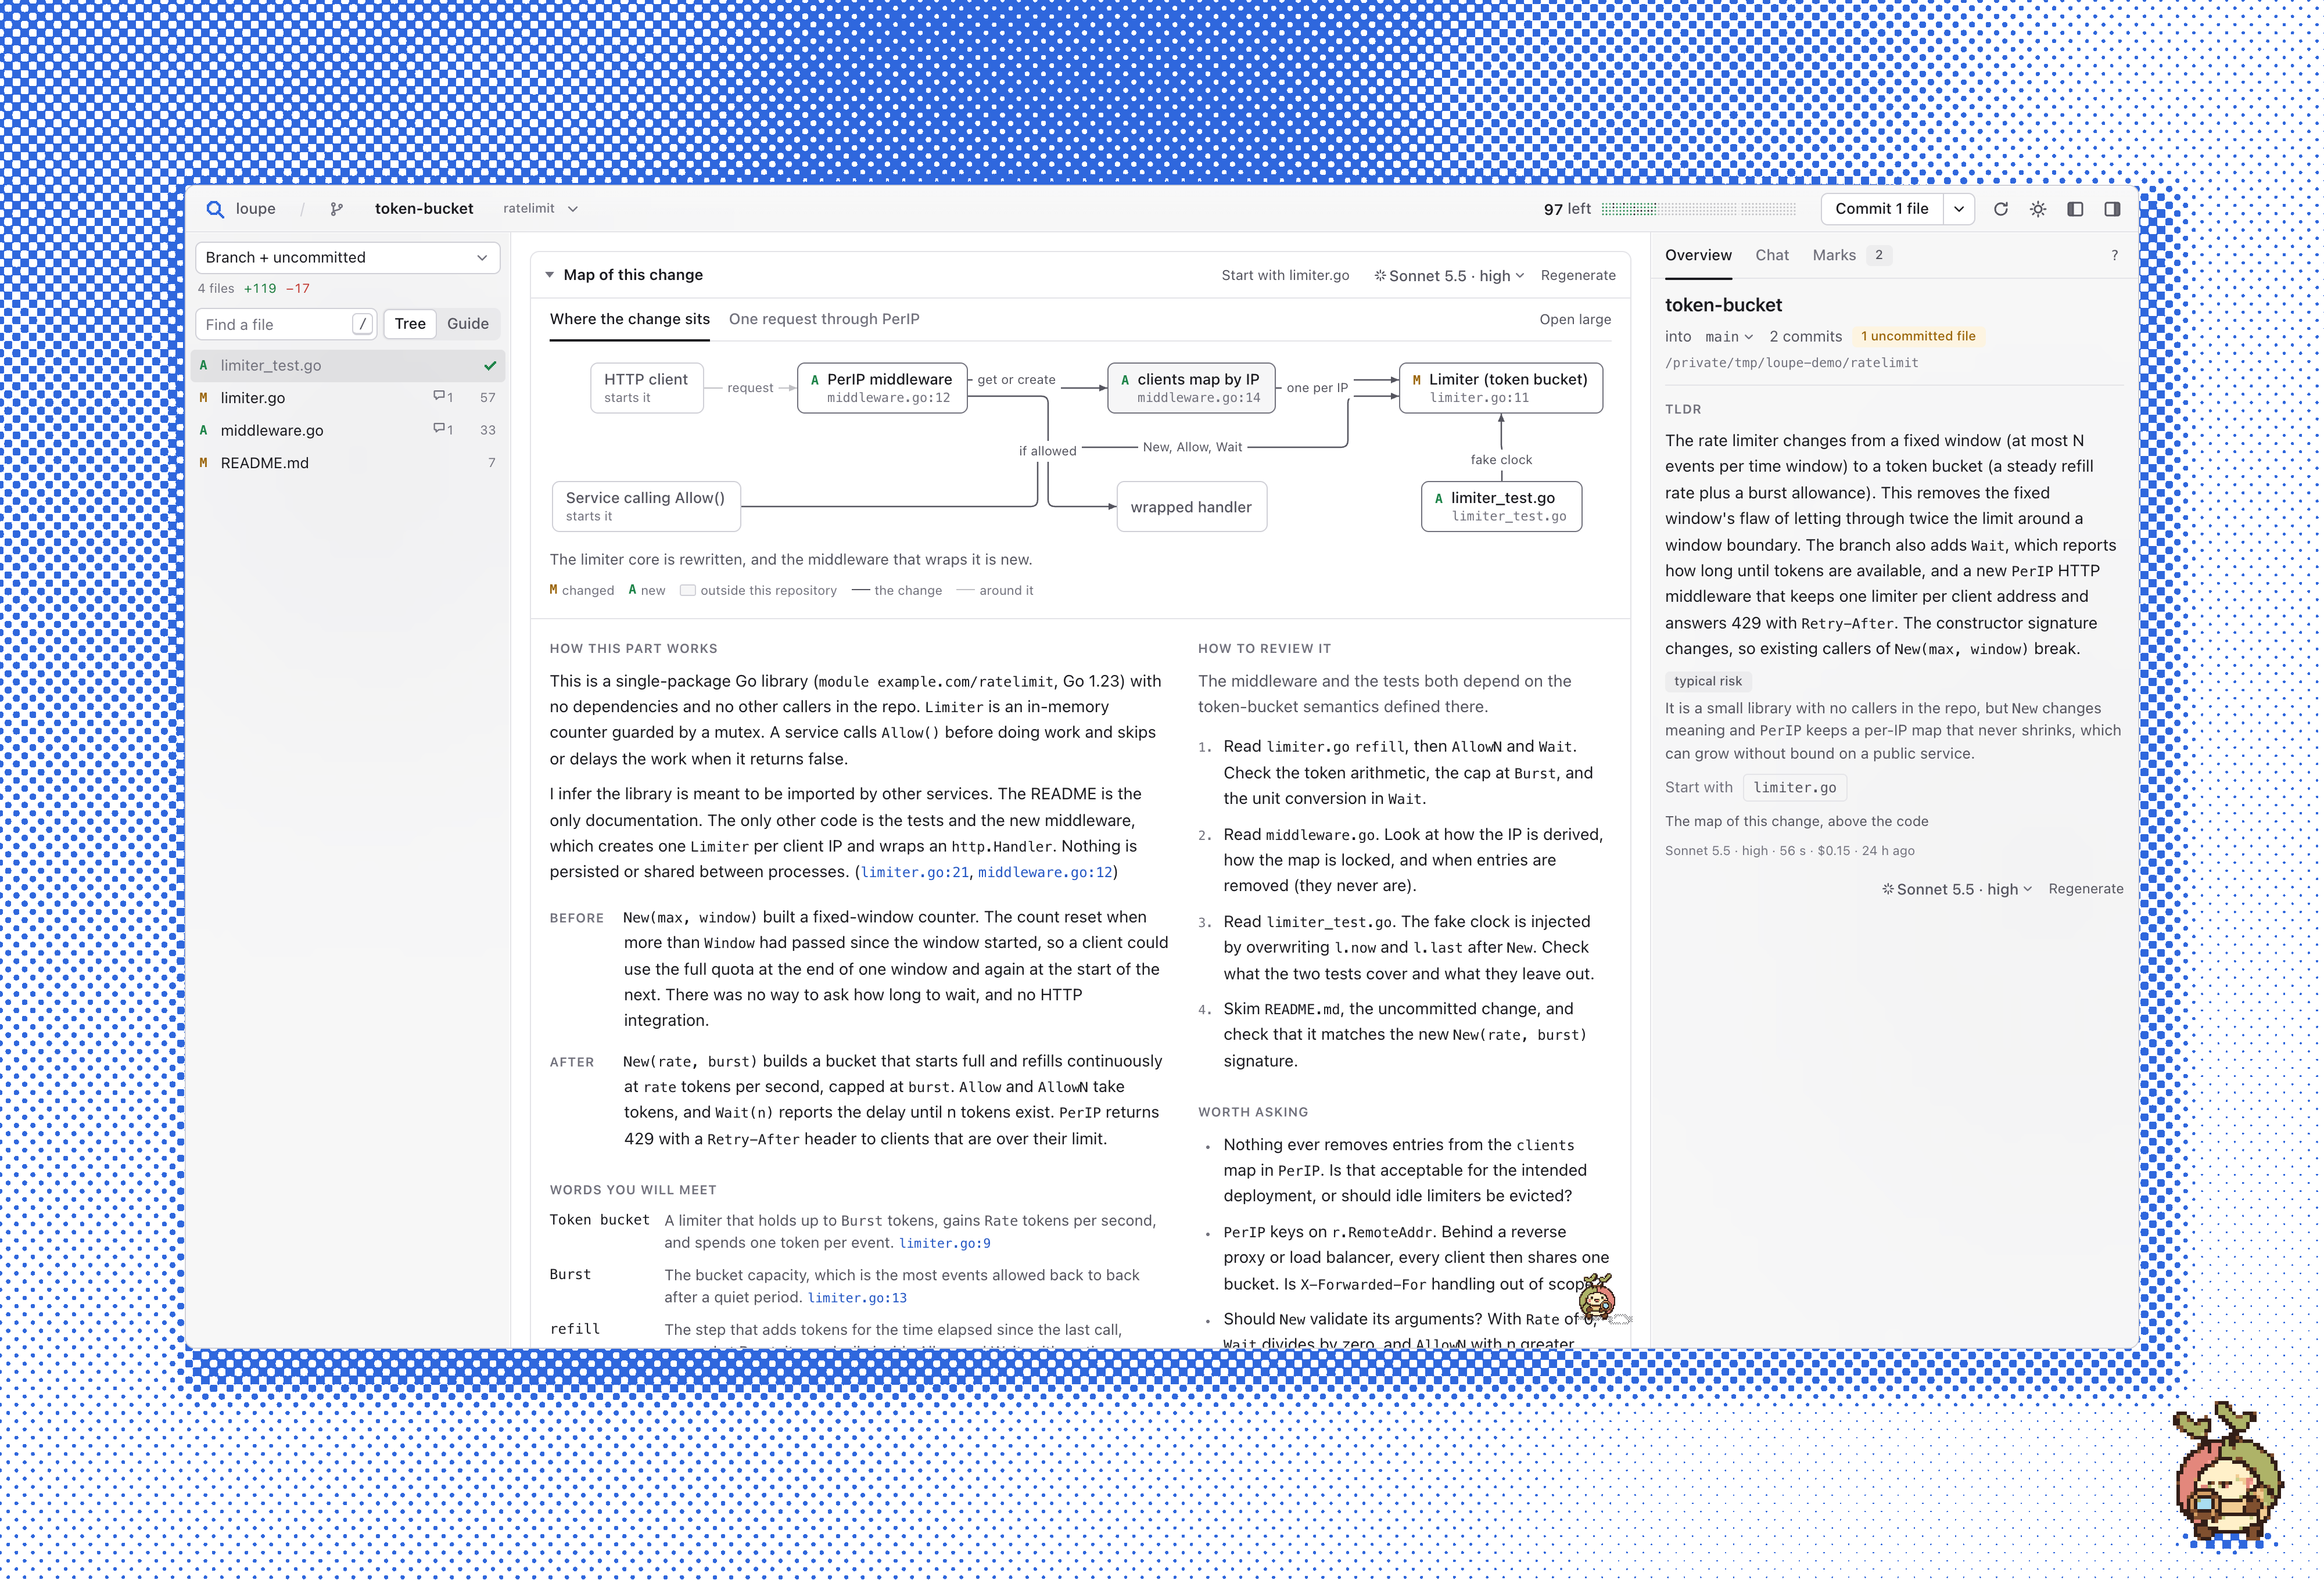 loupe / token-bucket ratelimit
97 left
Commit 1 file
Branch + uncommitted
4 files +119 −17
Find a file /
Tree Guide
A limiter_test.go
M limiter.go 1 57
A middleware.go 1 33
M README.md 7
Map of this change
Start with limiter.go
Sonnet 5.5 · high
Regenerate
Where the change sits
One request through PerIP
Open large
HTTP client
starts it
request
A PerIP middleware
middleware.go:12
get or create
A clients map by IP
middleware.go:14
one per IP
M Limiter (token bucket)
limiter.go:11
if allowed
New, Allow, Wait
fake clock
Service calling Allow()
starts it
wrapped handler
A limiter_test.go
limiter_test.go
The limiter core is rewritten, and the middleware that wraps it is new.
M changed A new outside this repository the change around it
HOW THIS PART WORKS
This is a single-package Go library (module example.com/ratelimit, Go 1.23) with
no dependencies and no other callers in the repo. Limiter is an in-memory
counter guarded by a mutex. A service calls Allow() before doing work and skips
or delays the work when it returns false.
I infer the library is meant to be imported by other services. The README is the
only documentation. The only other code is the tests and the new middleware,
which creates one Limiter per client IP and wraps an http.Handler. Nothing is
persisted or shared between processes. (limiter.go:21, middleware.go:12)
BEFORE
New(max, window) built a fixed-window counter. The count reset when
more than Window had passed since the window started, so a client could
use the full quota at the end of one window and again at the start of the
next. There was no way to ask how long to wait, and no HTTP
integration.
AFTER
New(rate, burst) builds a bucket that starts full and refills continuously
at rate tokens per second, capped at burst. Allow and AllowN take
tokens, and Wait(n) reports the delay until n tokens exist. PerIP returns
429 with a Retry-After header to clients that are over their limit.
WORDS YOU WILL MEET
Token bucket
A limiter that holds up to Burst tokens, gains Rate tokens per second,
and spends one token per event. limiter.go:9
Burst
The bucket capacity, which is the most events allowed back to back
after a quiet period. limiter.go:13
refill
The step that adds tokens for the time elapsed since the last call,
HOW TO REVIEW IT
The middleware and the tests both depend on the
token-bucket semantics defined there.
1. Read limiter.go refill, then AllowN and Wait.
Check the token arithmetic, the cap at Burst, and
the unit conversion in Wait.
2. Read middleware.go. Look at how the IP is derived,
how the map is locked, and when entries are
removed (they never are).
3. Read limiter_test.go. The fake clock is injected
by overwriting l.now and l.last after New. Check
what the two tests cover and what they leave out.
4. Skim README.md, the uncommitted change, and
check that it matches the new New(rate, burst)
signature.
WORTH ASKING
• Nothing ever removes entries from the clients
map in PerIP. Is that acceptable for the intended
deployment, or should idle limiters be evicted?
• PerIP keys on r.RemoteAddr. Behind a reverse
proxy or load balancer, every client then shares one
bucket. Is X-Forwarded-For handling out of scope
• Should New validate its arguments? With Rate of 0,
Wait divides by zero, and AllowN with n greater
Overview Chat Marks 2 ?
token-bucket
into main 2 commits 1 uncommitted file
/private/tmp/loupe-demo/ratelimit
TLDR
The rate limiter changes from a fixed window (at most N
events per time window) to a token bucket (a steady refill
rate plus a burst allowance). This removes the fixed
window's flaw of letting through twice the limit around a
window boundary. The branch also adds Wait, which reports
how long until tokens are available, and a new PerIP HTTP
middleware that keeps one limiter per client address and
answers 429 with Retry-After. The constructor signature
changes, so existing callers of New(max, window) break.
typical risk
It is a small library with no callers in the repo, but New changes
meaning and PerIP keeps a per-IP map that never shrinks, which
can grow without bound on a public service.
Start with limiter.go
The map of this change, above the code
Sonnet 5.5 · high · 56 s · $0.15 · 24 h ago
Sonnet 5.5 · high Regenerate